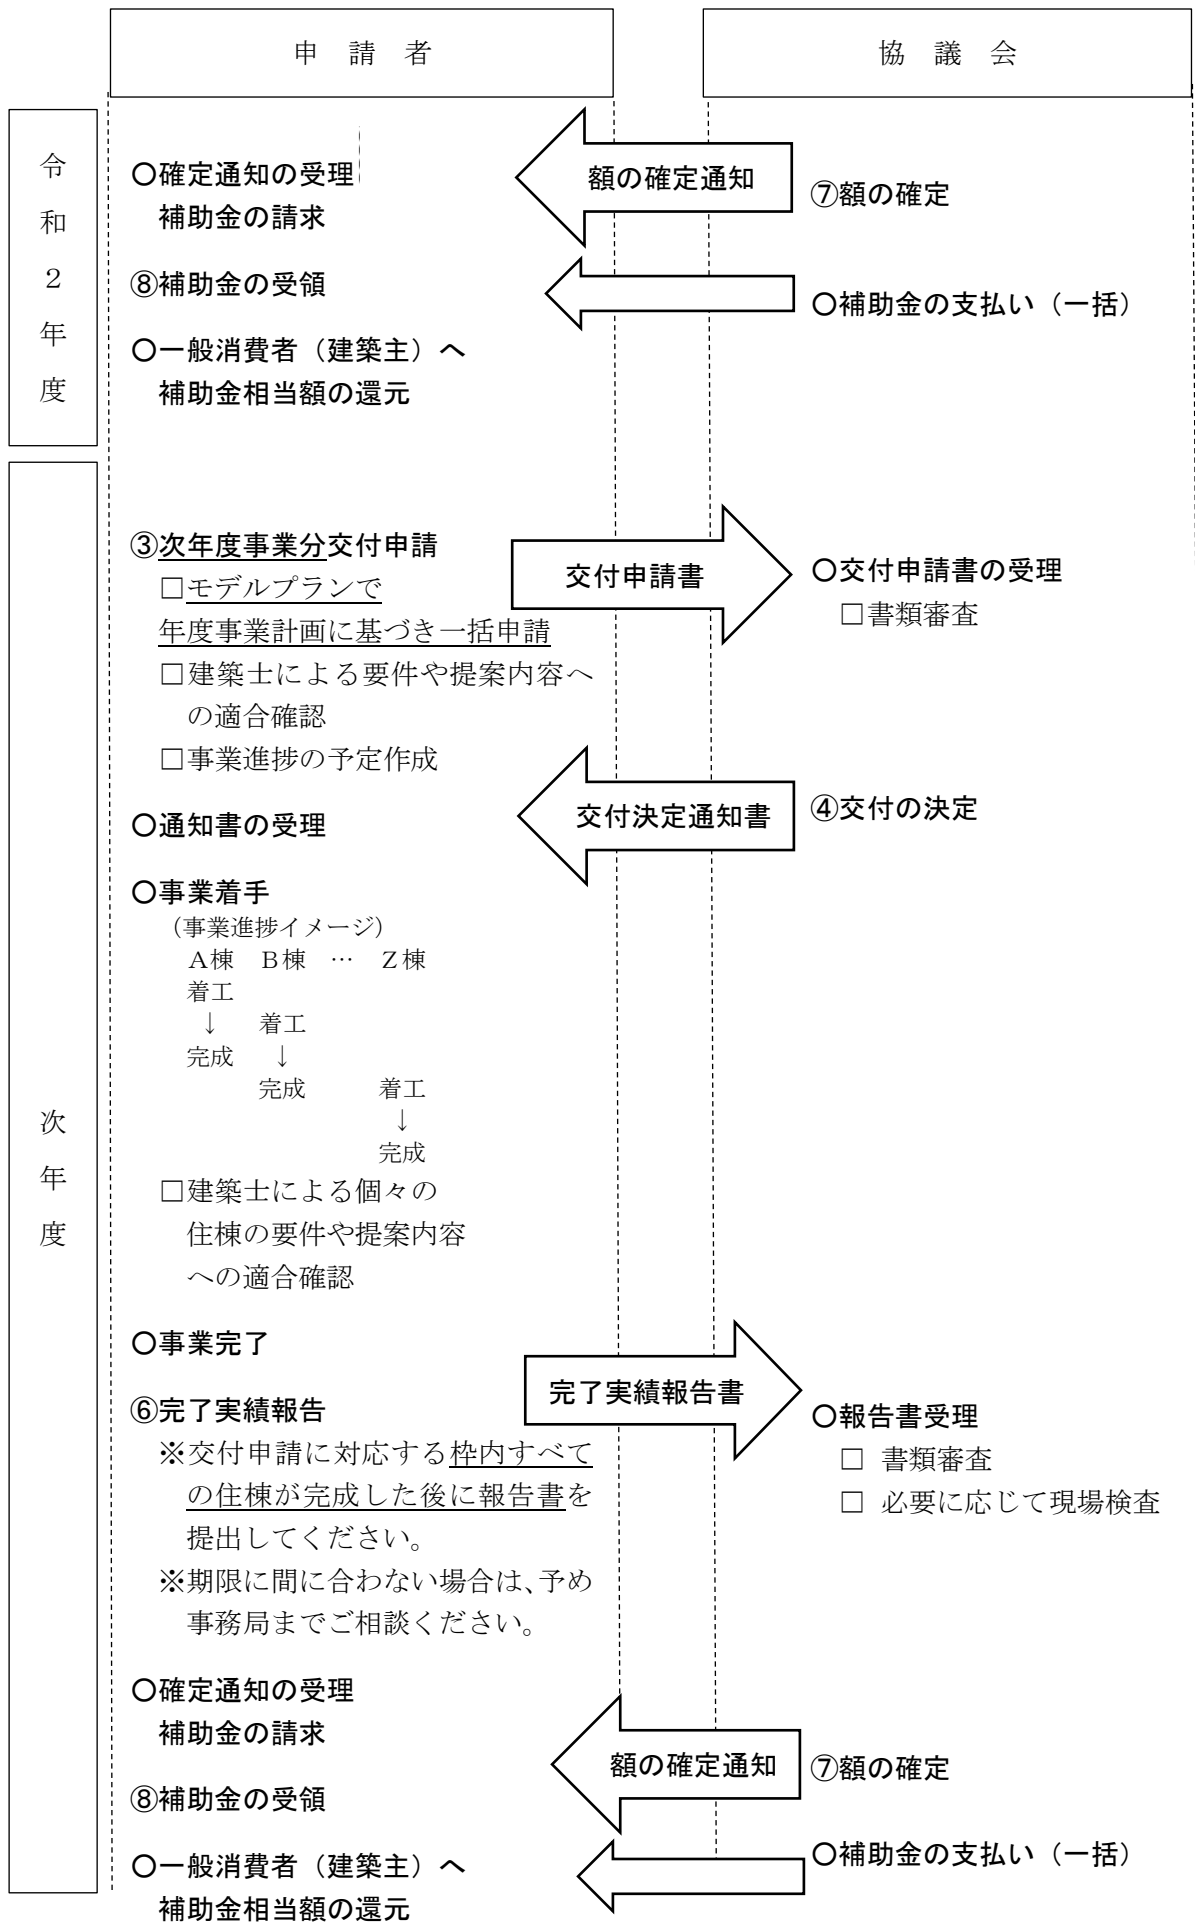 申 請 者
協 議 会
令和２年度
〇確定通知の受理
補助金の請求
額の確定通知
⑦額の確定
⑧補助金の受領
〇補助金の支払い（一括）
〇一般消費者（建築主）へ
補助金相当額の還元
次年度
③次年度事業分交付申請
□モデルプランで
年度事業計画に基づき一括申請
□建築士による要件や提案内容へ
の適合確認
□事業進捗の予定作成
交付申請書
〇交付申請書の受理
□書類審査
交付決定通知書
④交付の決定
〇通知書の受理
〇事業着手
（事業進捗イメージ）
Ａ棟 Ｂ棟 … Ｚ棟
着工
↓ 着工
完成 ↓
完成 着工
↓
完成
□建築士による個々の
住棟の要件や提案内容
への適合確認
〇事業完了
完了実績報告書
⑥完了実績報告
※交付申請に対応する枠内すべて
の住棟が完成した後に報告書を
提出してください。
※期限に間に合わない場合は、予め
事務局までご相談ください。
〇報告書受理
□ 書類審査
□ 必要に応じて現場検査
〇確定通知の受理
補助金の請求
額の確定通知
⑦額の確定
⑧補助金の受領
〇補助金の支払い（一括）
〇一般消費者（建築主）へ
補助金相当額の還元